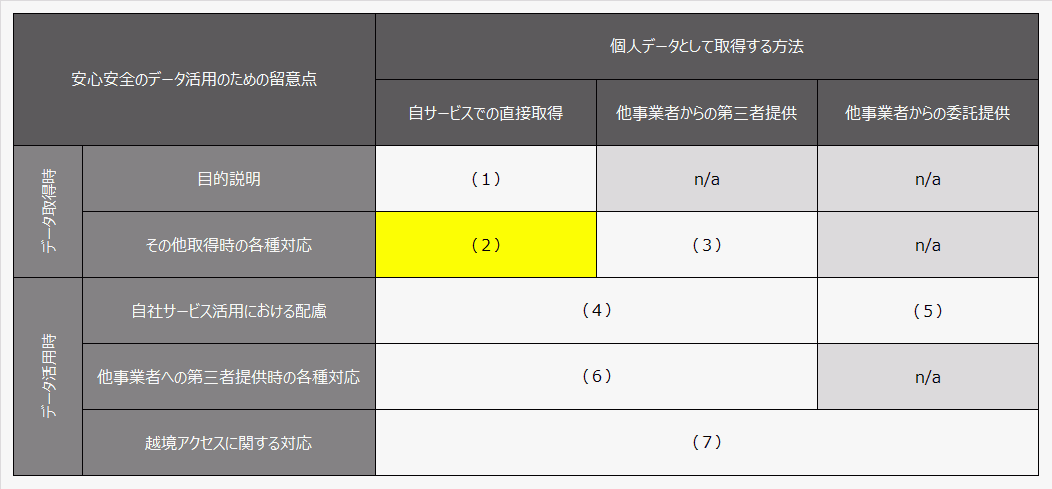 安心安全のデータ活用のための留意点
個人データとして取得する方法
自サービスでの直接取得
他事業者からの第三者提供
他事業者からの委託提供
データ取得時
目的説明
（１）
n/a
n/a
その他取得時の各種対応
（２）
（３）
n/a
データ活用時
自社サービス活用における配慮
（４）
（５）
他事業者への第三者提供時の各種対応
（６）
n/a
越境アクセスに関する対応
（７）